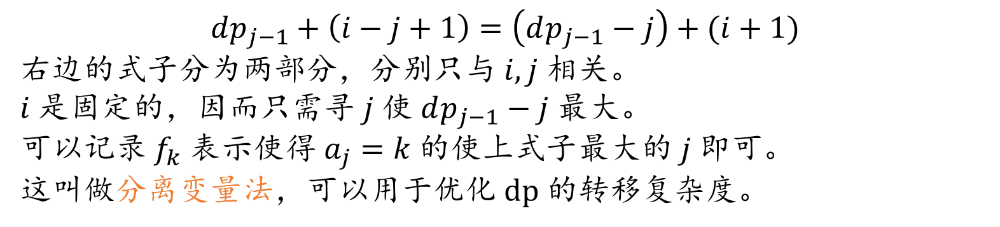 dp_{j−1} + (i − j + 1) = (dp_{j−1} − j) + (i + 1)
右边的式子分为两部分，分别只与 i, j 相关。
i 是固定的，因而只需寻 j 使 dp_{j−1} − j 最大。
可以记录 f_k 表示使得 a_j = k 的使上式子最大的 j 即可。
这叫做分离变量法，可以用于优化 dp 的转移复杂度。